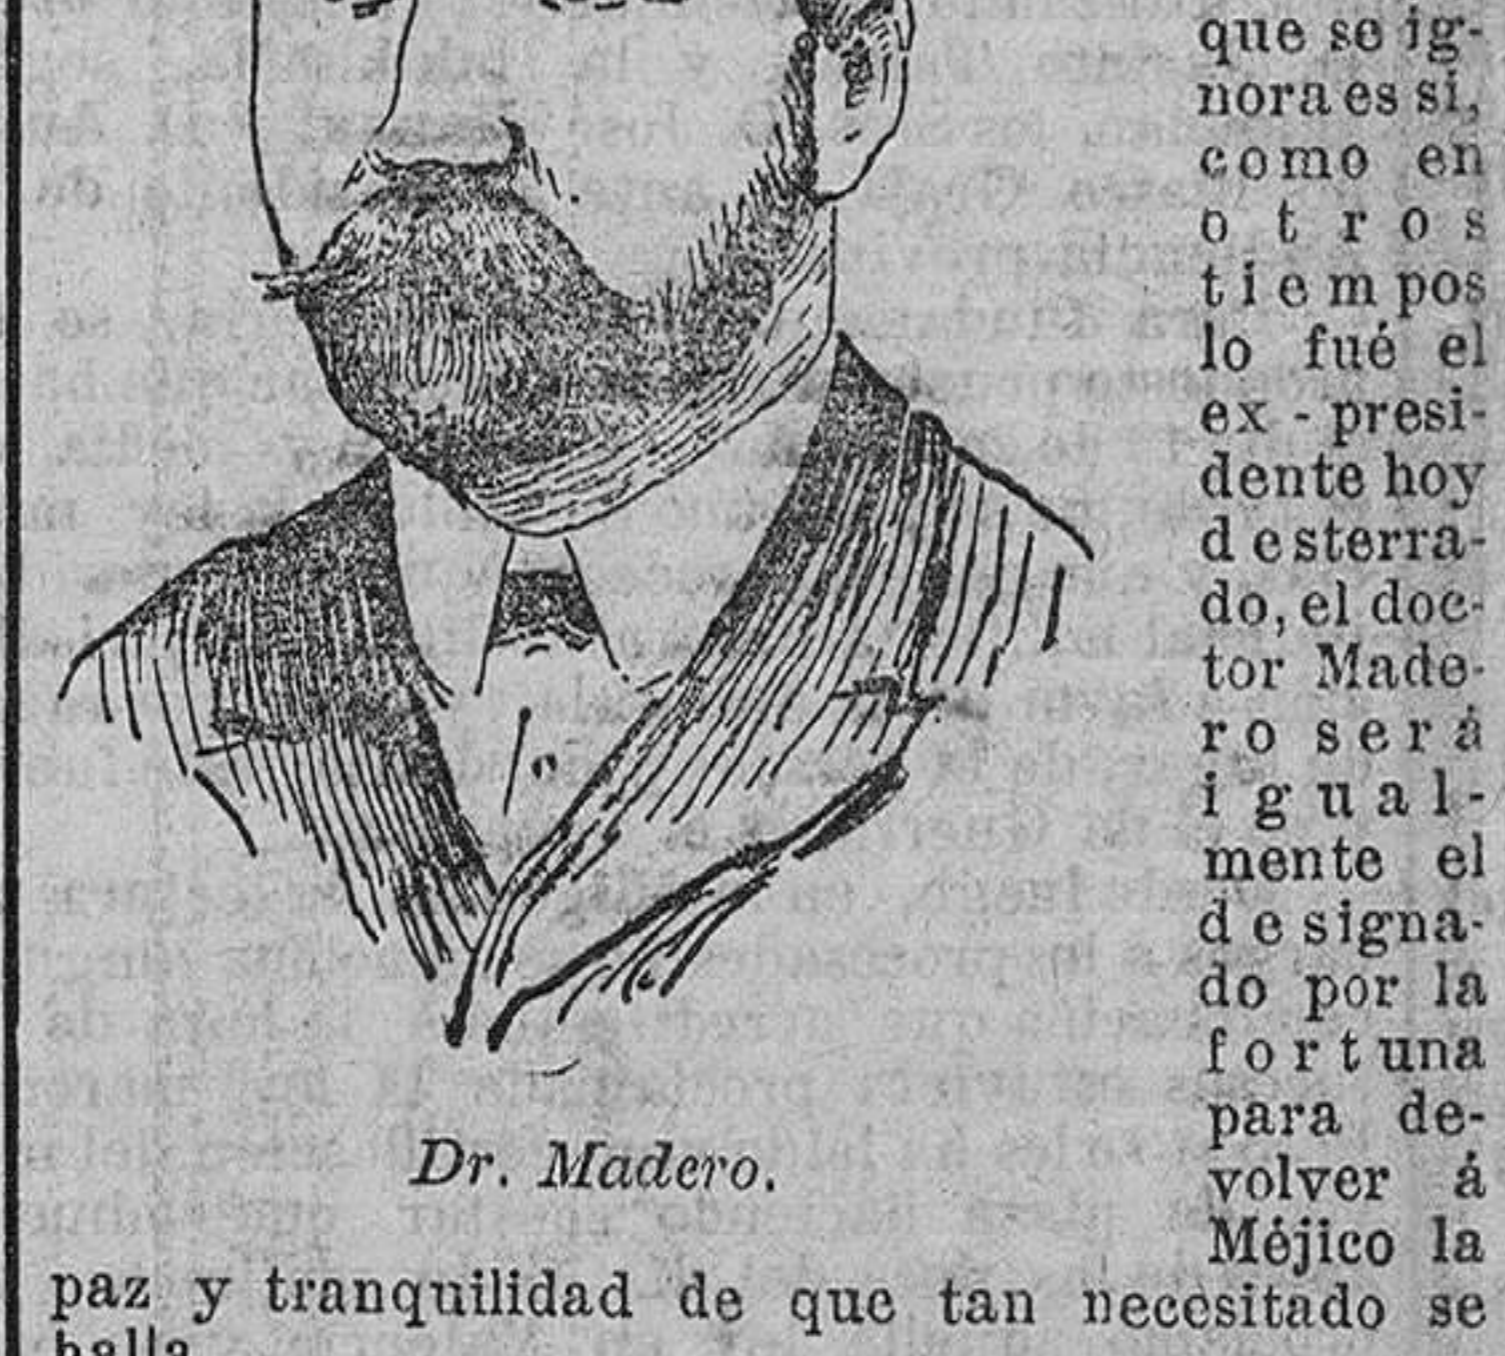 que se ig-
nora es si,
como en
otros
tiempos
lo fué el
ex-presi-
dente hoy
desterra-
do, el doc-
tor Made-
ro será
igual-
mente el
designa-
do por la
fortuna
para de-
volver á
Méjico la
Dr. Madero.
paz y tranquilidad de que tan necesitado se
halla